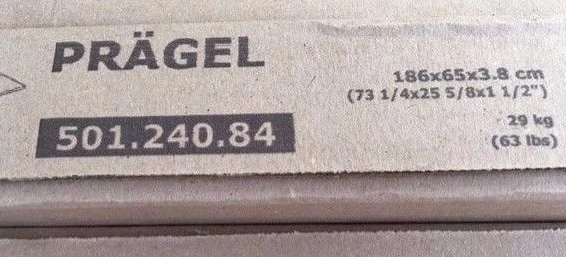 PRÄGEL
186x65x3.8 cm
(73 1/4x25 5/8x1 1/2")
501.240.84
29 kg
(63 lbs)